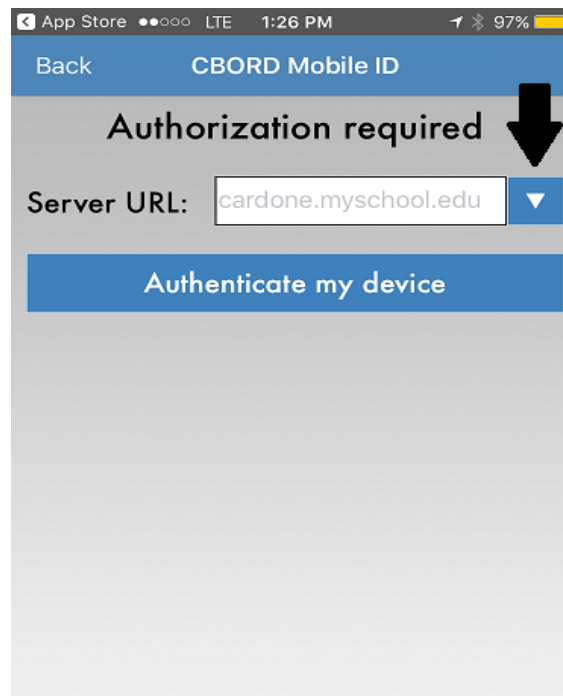 App Store LTE 1:26 PM 97%
Back CBORD Mobile ID
Authorization required
Server URL: cardone.myschool.edu
Authenticate my device